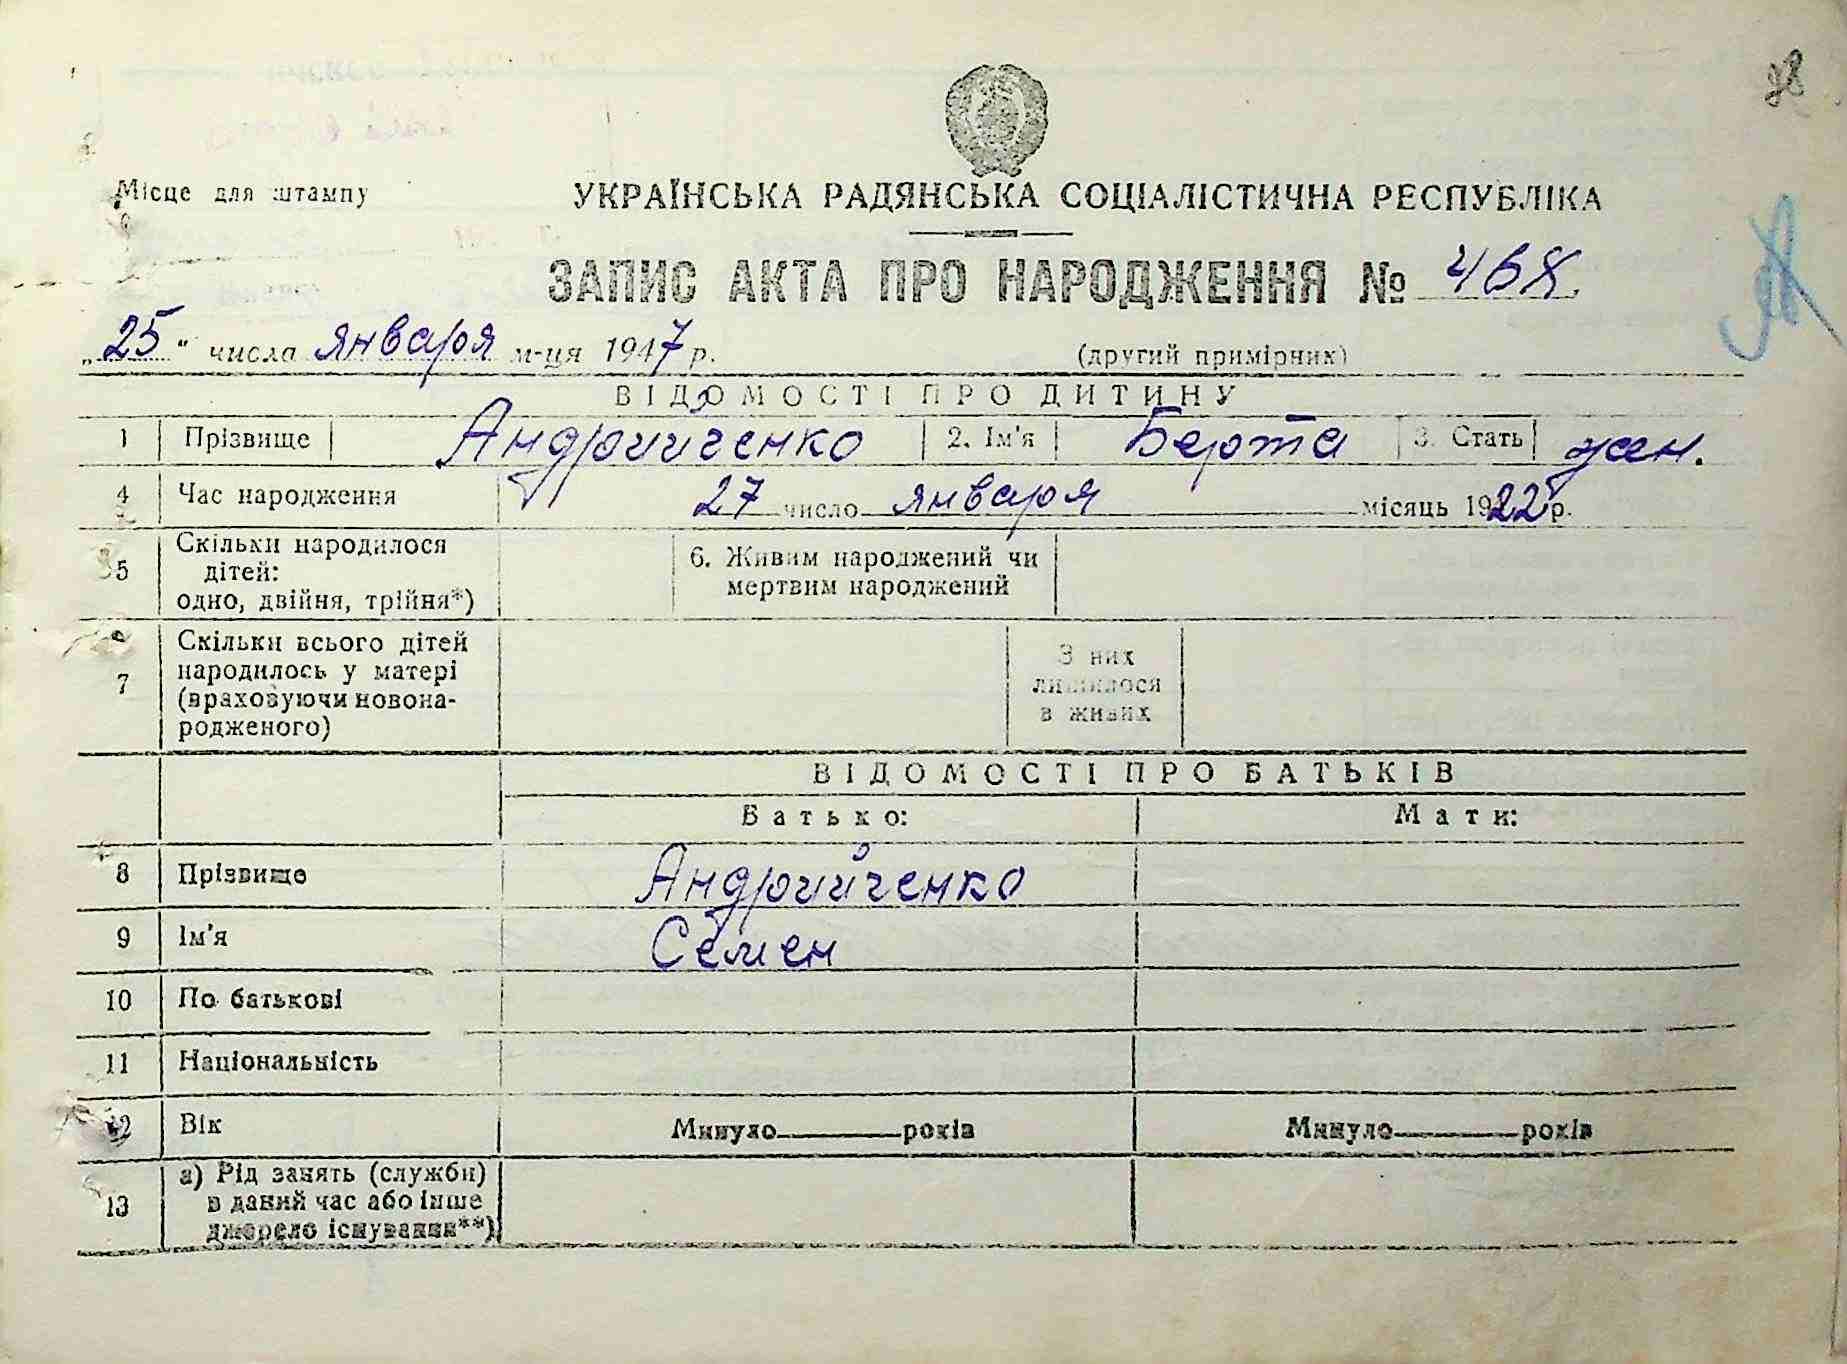 Місце для штампу
УКРАЇНСЬКА РАДЯНСЬКА СОЦІАЛІСТИЧНА РЕСПУБЛІКА
ЗАПИС АКТА ПРО НАРОДЖЕННЯ №
„25" числа января м-ця 1947 р.
(другий примірник)
ВІДОМОСТІ ПРО ДИТИНУ
1 Прізвище Андрийченко 2. Ім'я Берта 3. Стать жен.
4 Час народження 27 число января місяць 1922 р.
5 Скільки народилося дітей: одно, двійня, трійня*) 6. Живим народжений чи мертвим народжений
7 Скільки всього дітей народилось у матері (враховуючи новонародженого) З них лишилося в живих
ВІДОМОСТІ ПРО БАТЬКІВ
Батько: Мати:
8 Прізвище Андрийченко
9 Ім'я Семен
10 По батькові
11 Національність
12 Вік Минуло років Минуло років
13 а) Рід занять (служби) в даний час або інше джерело існування**)